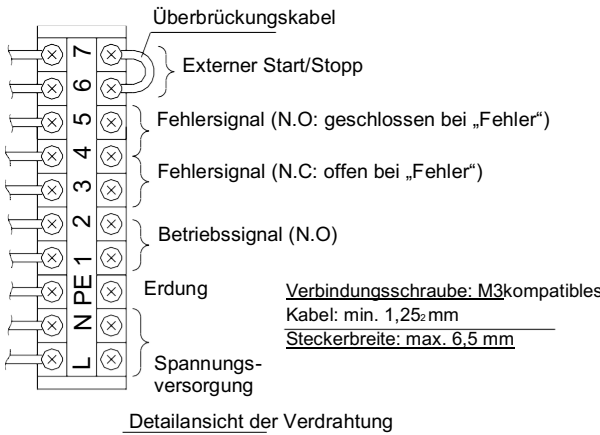 Überbrückungskabel
7
Externer Start/Stopp
6
5
Fehlersignal (N.O: geschlossen bei „Fehler“)
4
Fehlersignal (N.C: offen bei „Fehler“)
3
2
Betriebssignal (N.O)
1
PE
Erdung
N
L
Spannungs-
versorgung
Verbindungsschraube: M3kompatibles
Kabel: min. 1,25₂mm
Steckerbreite: max. 6,5 mm
Detailansicht der Verdrahtung